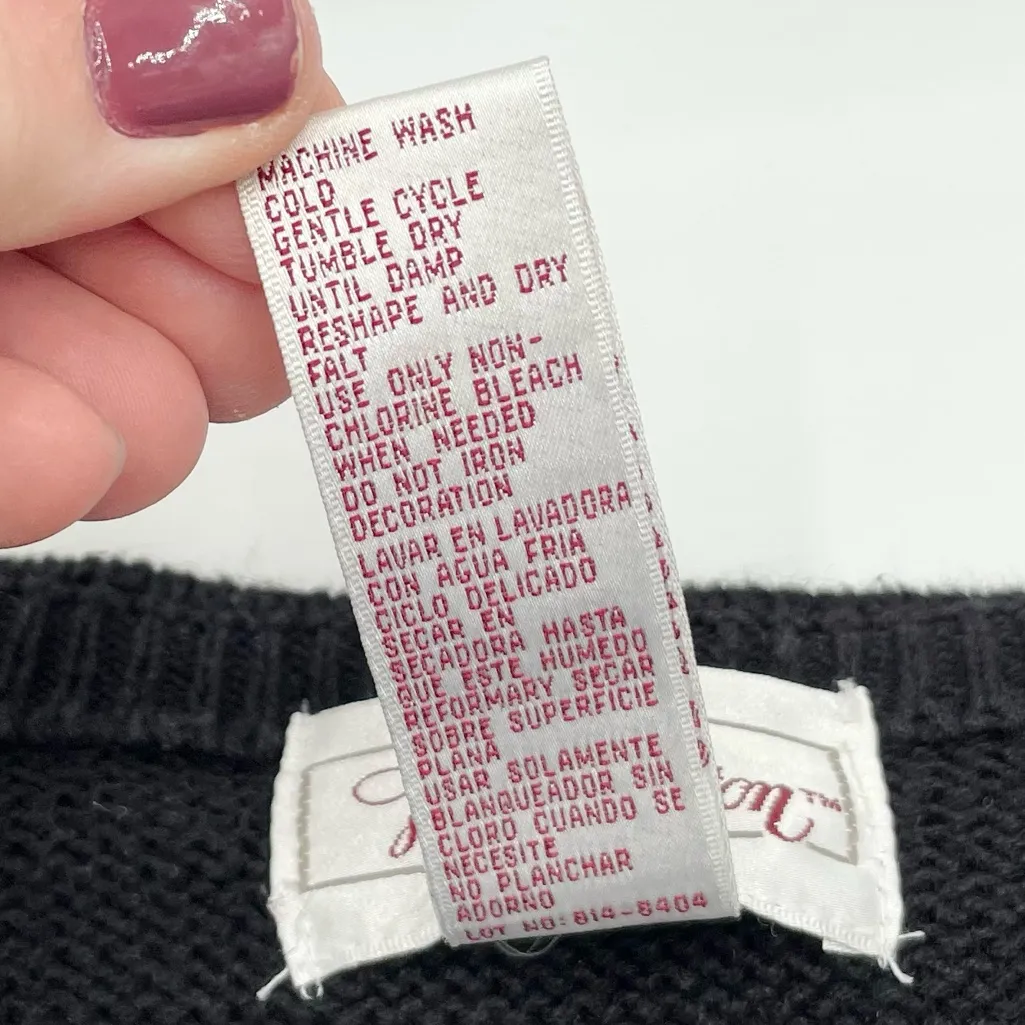 MACHINE WASH
COLD
GENTLE CYCLE
TUMBLE DRY
UNTIL DAMP
RESHAPE AND DRY
FALT
USE ONLY NON-
CHLORINE BLEACH
WHEN NEEDED
DO NOT IRON
DECORATION
LAVAR EN LAVADORA
CON AGUA FRIA
CICLO DELICADO
SECAR EN
SECADORA HASTA
QUE ESTE HUMEDO
REFORMARY SECAR
SOBRE SUPERFICIE
PLANA
USAR SOLAMENTE
BLANQUEADOR SIN
CLORO CUANDO SE
NECESITE
NO PLANCHAR
ADORNO
LOT NO: 814-8404
TM